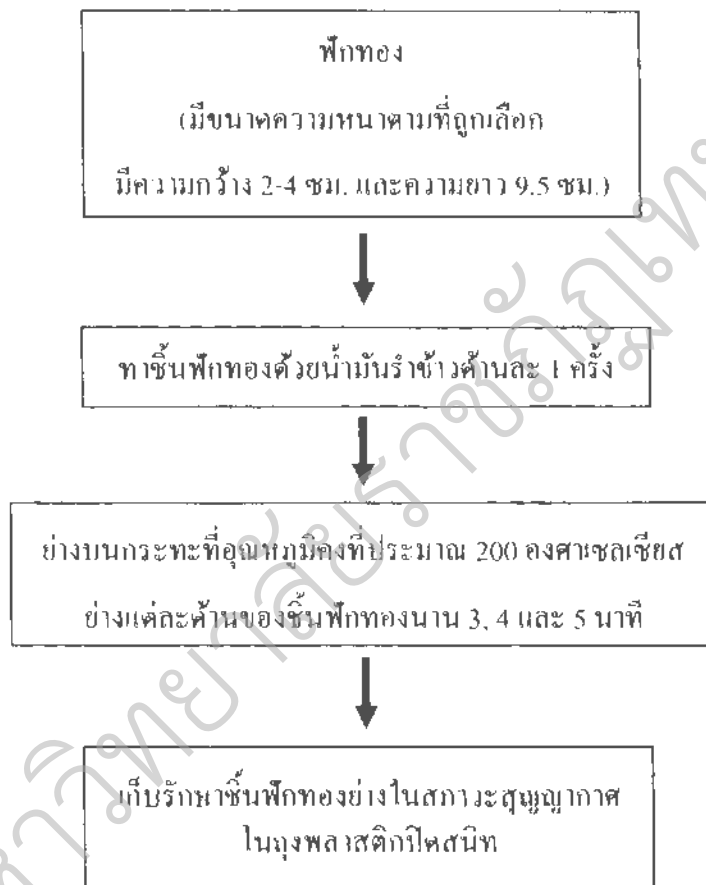 ฟักทอง
(มีขนาดความหนาตามที่ถูกเลือก
มีความกว้าง 2-4 ซม. และความยาว 9.5 ซม.)
ทาชิ้นฟักทองด้วยน้ำมันรำข้าวด้านละ 1 ครั้ง
ย่างบนกระทะที่อุณหภูมิคงที่ประมาณ 200 องศาเซลเซียส
ย่างแต่ละด้านของชิ้นฟักทองนาน 3, 4 และ 5 นาที
เก็บรักษาชิ้นฟักทองย่างในสภาวะสุญญากาศ
ในถุงพลาสติกปิดสนิท